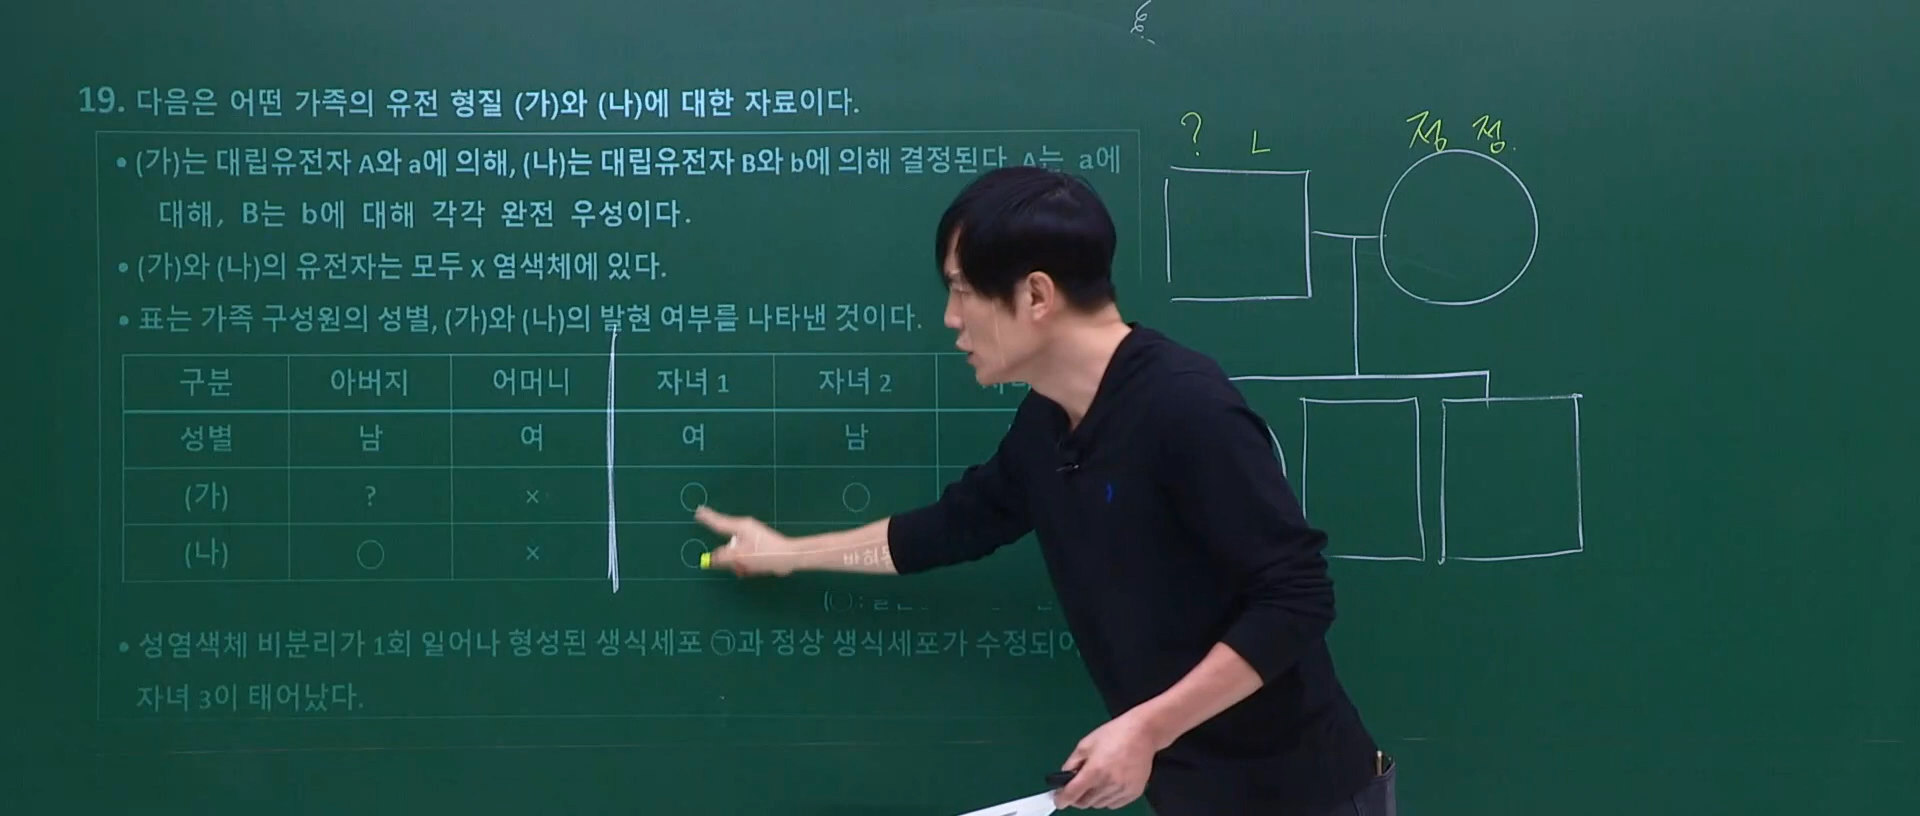 19. 다음은 어떤 가족의 유전 형질 (가)와 (나)에 대한 자료이다.
• (가)는 대립유전자 A와 a에 의해, (나)는 대립유전자 B와 b에 의해 결정된다. A는 a에
대해, B는 b에 대해 각각 완전 우성이다.
• (가)와 (나)의 유전자는 모두 X 염색체에 있다.
• 표는 가족 구성원의 성별, (가)와 (나)의 발현 여부를 나타낸 것이다.
구분 아버지 어머니 자녀 1 자녀 2
성별 남 여 여 남
(가) ? × ○ ○
(나) ○ × ○
(○:
• 성염색체 비분리가 1회 일어나 형성된 생식세포 ㉠과 정상 생식세포가 수정되어
자녀 3이 태어났다.
? ㄴ 정 정.